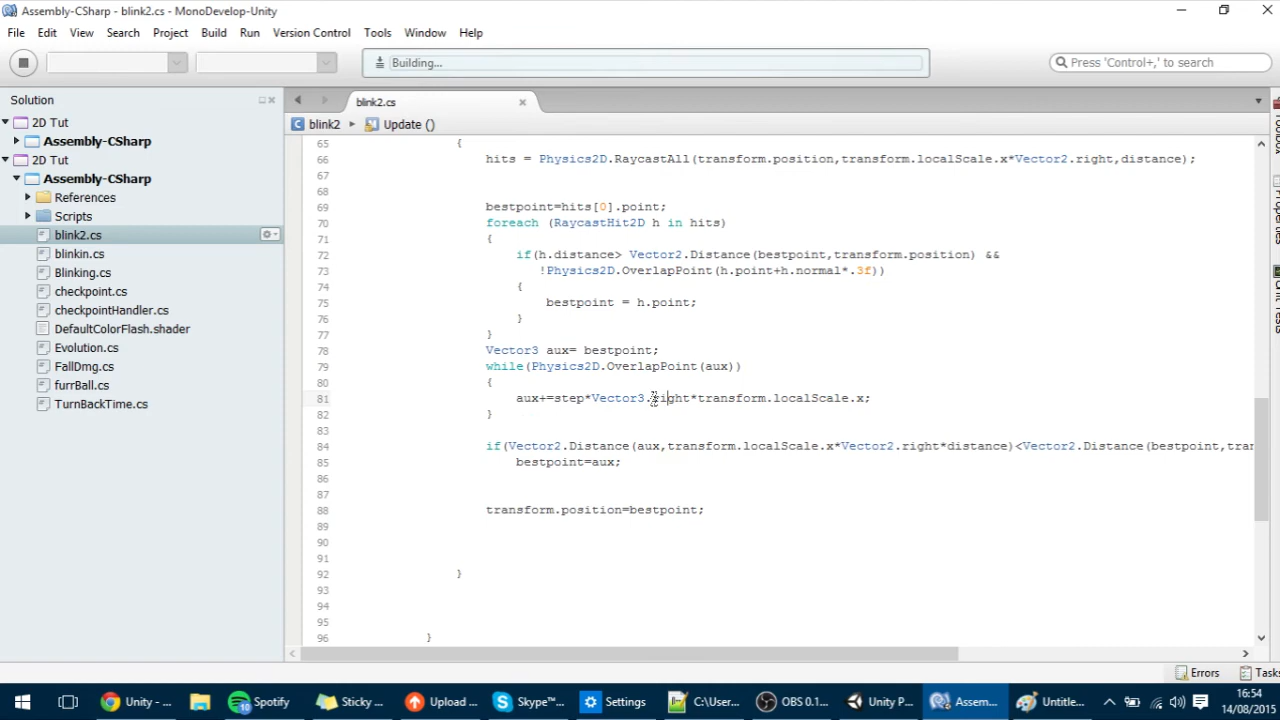 Assembly-CSharp - blink2.cs - MonoDevelop-Unity
File Edit View Search Project Build Run Version Control Tools Window Help
Building...
Press 'Control+,' to search
Solution
2D Tut
Assembly-CSharp
2D Tut
Assembly-CSharp
References
Scripts
blink2.cs
blinkin.cs
Blinking.cs
checkpoint.cs
checkpointHandler.cs
DefaultColorFlash.shader
Evolution.cs
FallDmg.cs
furrBall.cs
TurnBackTime.cs
blink2.cs
blink2 Update ()
65 {
66 hits = Physics2D.RaycastAll(transform.position,transform.localScale.x*Vector2.right,distance);
67
68
69 bestpoint=hits[0].point;
70 foreach (RaycastHit2D h in hits)
71 {
72 if(h.distance> Vector2.Distance(bestpoint,transform.position) &&
73 !Physics2D.OverlapPoint(h.point+h.normal*.3f))
74 {
75 bestpoint = h.point;
76 }
77 }
78 Vector3 aux= bestpoint;
79 while(Physics2D.OverlapPoint(aux))
80 {
81 aux+=step*Vector3.right*transform.localScale.x;
82 }
83
84 if(Vector2.Distance(aux,transform.localScale.x*Vector2.right*distance)<Vector2.Distance(bestpoint,tran
85 bestpoint=aux;
86
87
88 transform.position=bestpoint;
89
90
91
92 }
93
94
95
96 }
Errors Tasks
Unity -... Spotify Sticky ... Upload ... Skype™... Settings C:\User... OBS 0.1... Unity P... Assem... Untitle...
16:54
14/08/2015